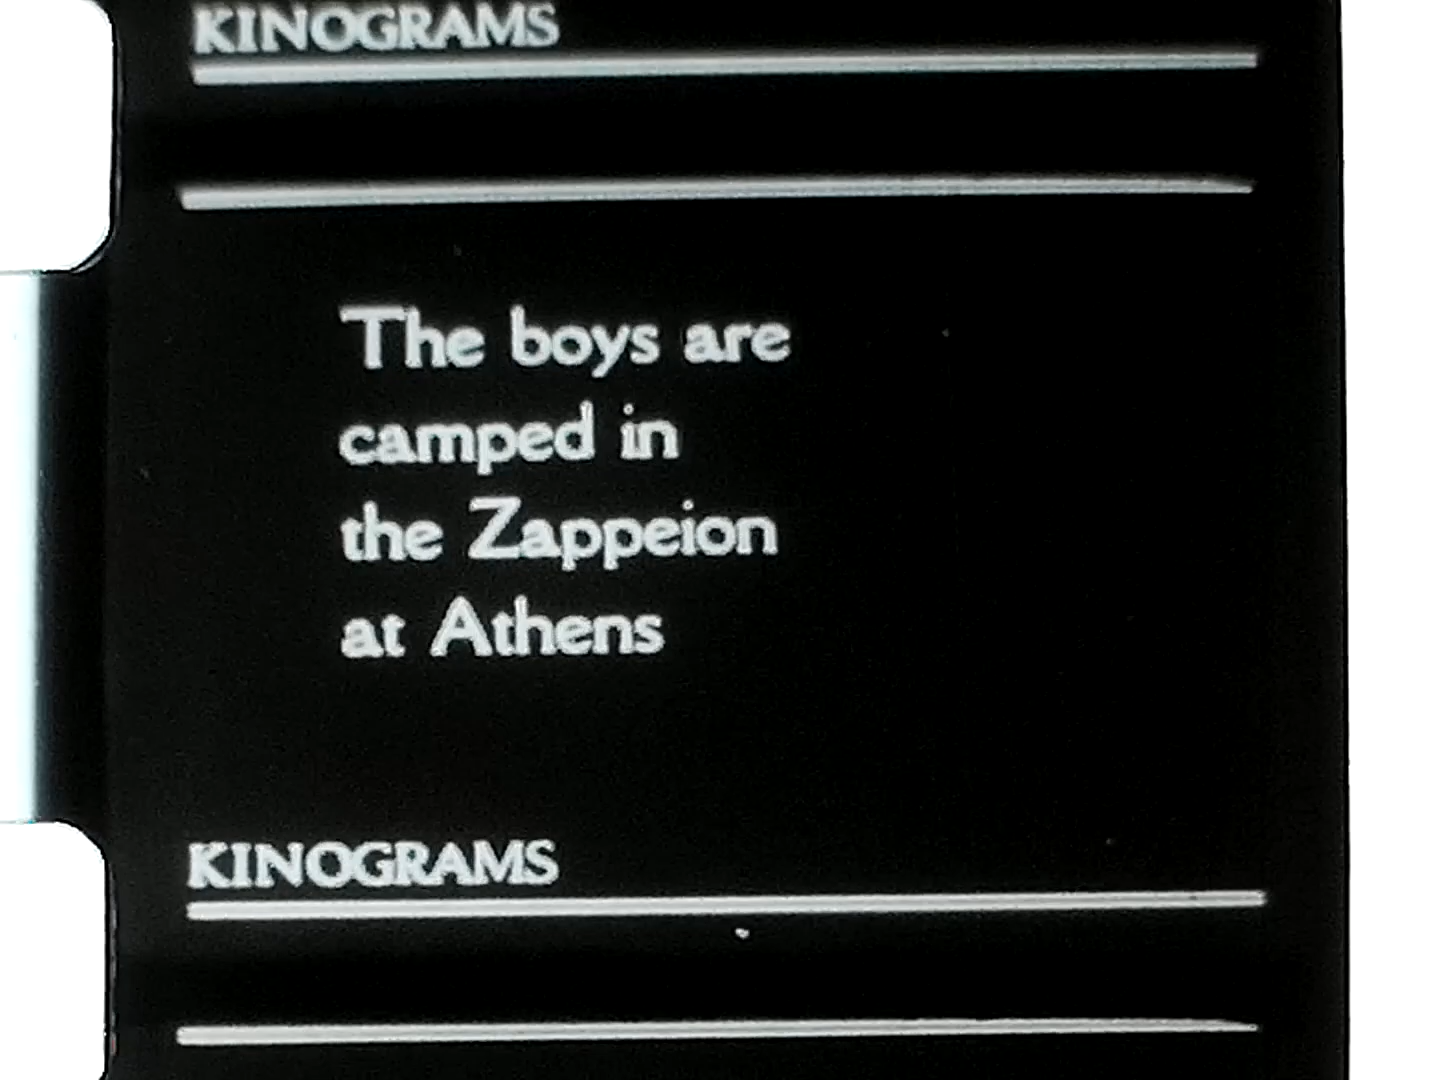 KINOGRAMS
The boys are
camped in
the Zappeion
at Athens
KINOGRAMS